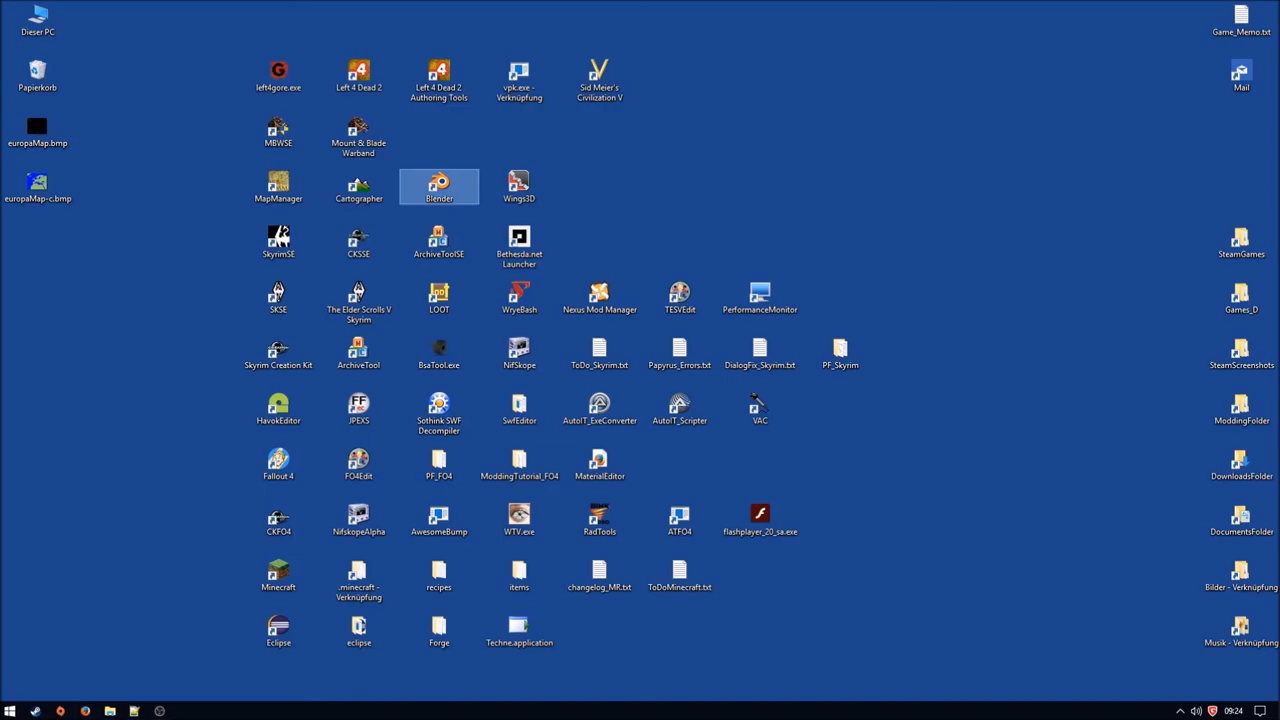 Dieser PC
Game_Memo.txt
Papierkorb
left4gore.exe
Left 4 Dead 2
Left 4 Dead 2
Authoring Tools
vpk.exe -
Verknüpfung
Sid Meier's
Civilization V
Mail
europaMap.bmp
MBWSE
Mount & Blade
Warband
europaMap-c.bmp
MapManager
Cartographer
Blender
Wings3D
SkyrimSE
CKSSE
ArchiveToolSE
Bethesda.net
Launcher
SteamGames
SKSE
The Elder Scrolls V
Skyrim
LOOT
WryeBash
Nexus Mod Manager
TESVEdit
PerformanceMonitor
Games_D
Skyrim Creation Kit
ArchiveTool
BsaTool.exe
NifSkope
ToDo_Skyrim.txt
Papyrus_Errors.txt
DialogFix_Skyrim.txt
PF_Skyrim
SteamScreenshots
HavokEditor
JPEXS
Sothink SWF
Decompiler
SwfEditor
AutoIT_ExeConverter
AutoIT_Scripter
VAC
ModdingFolder
Fallout 4
FO4Edit
PF_FO4
ModdingTutorial_FO4
MaterialEditor
DownloadsFolder
CKFO4
NifskopeAlpha
AwesomeBump
WTV.exe
RadTools
ATFO4
flashplayer_20_sa.exe
DocumentsFolder
Minecraft
.minecraft -
Verknüpfung
recipes
items
changelog_MR.txt
ToDoMinecraft.txt
Bilder - Verknüpfung
Eclipse
eclipse
Forge
Techne.application
Musik - Verknüpfung
09:24